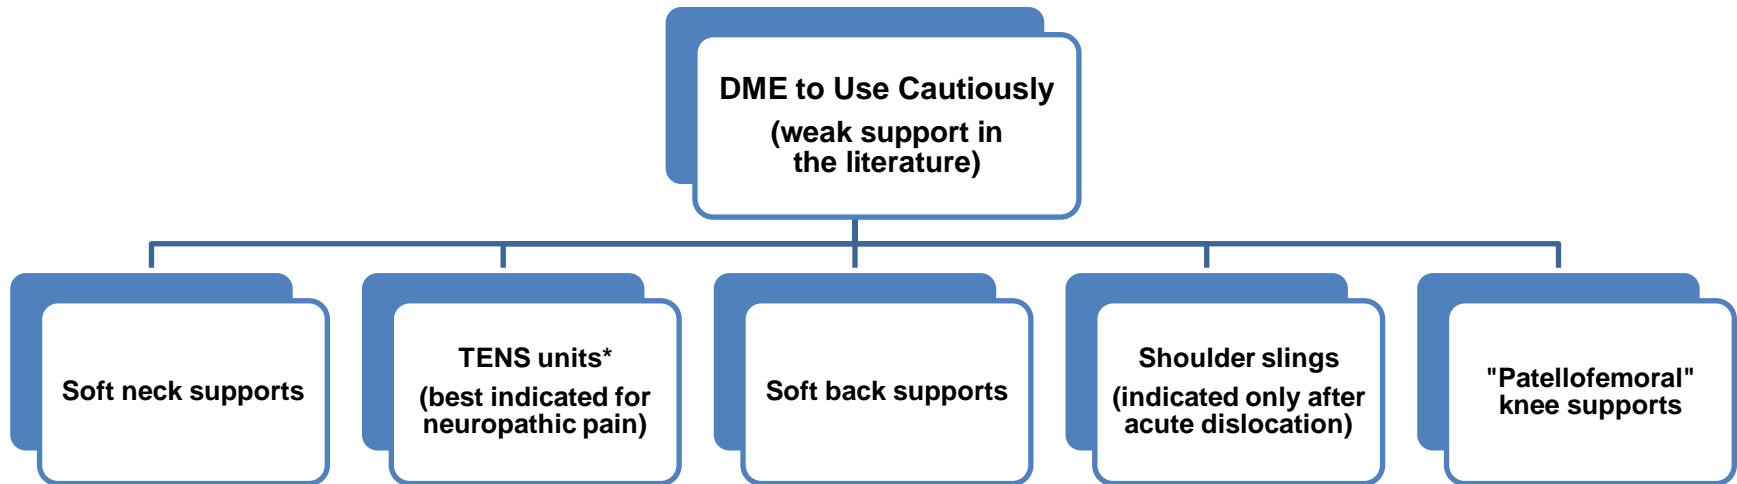 DME to Use Cautiously
(weak support in
the literature)
Soft neck supports
TENS units*
(best indicated for
neuropathic pain)
Soft back supports
Shoulder slings
(indicated only after
acute dislocation)
"Patellofemoral"
knee supports